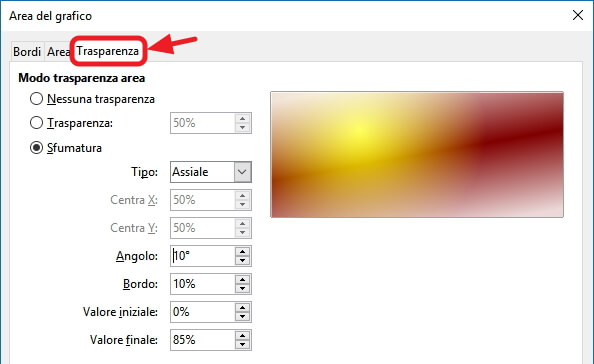 Area del grafico
Bordi Area Trasparenza
Modo trasparenza area
Nessuna trasparenza
Trasparenza: 50%
Sfumatura
Tipo: Assiale
Centra X: 50%
Centra Y: 50%
Angolo: 10°
Bordo: 10%
Valore iniziale: 0%
Valore finale: 85%